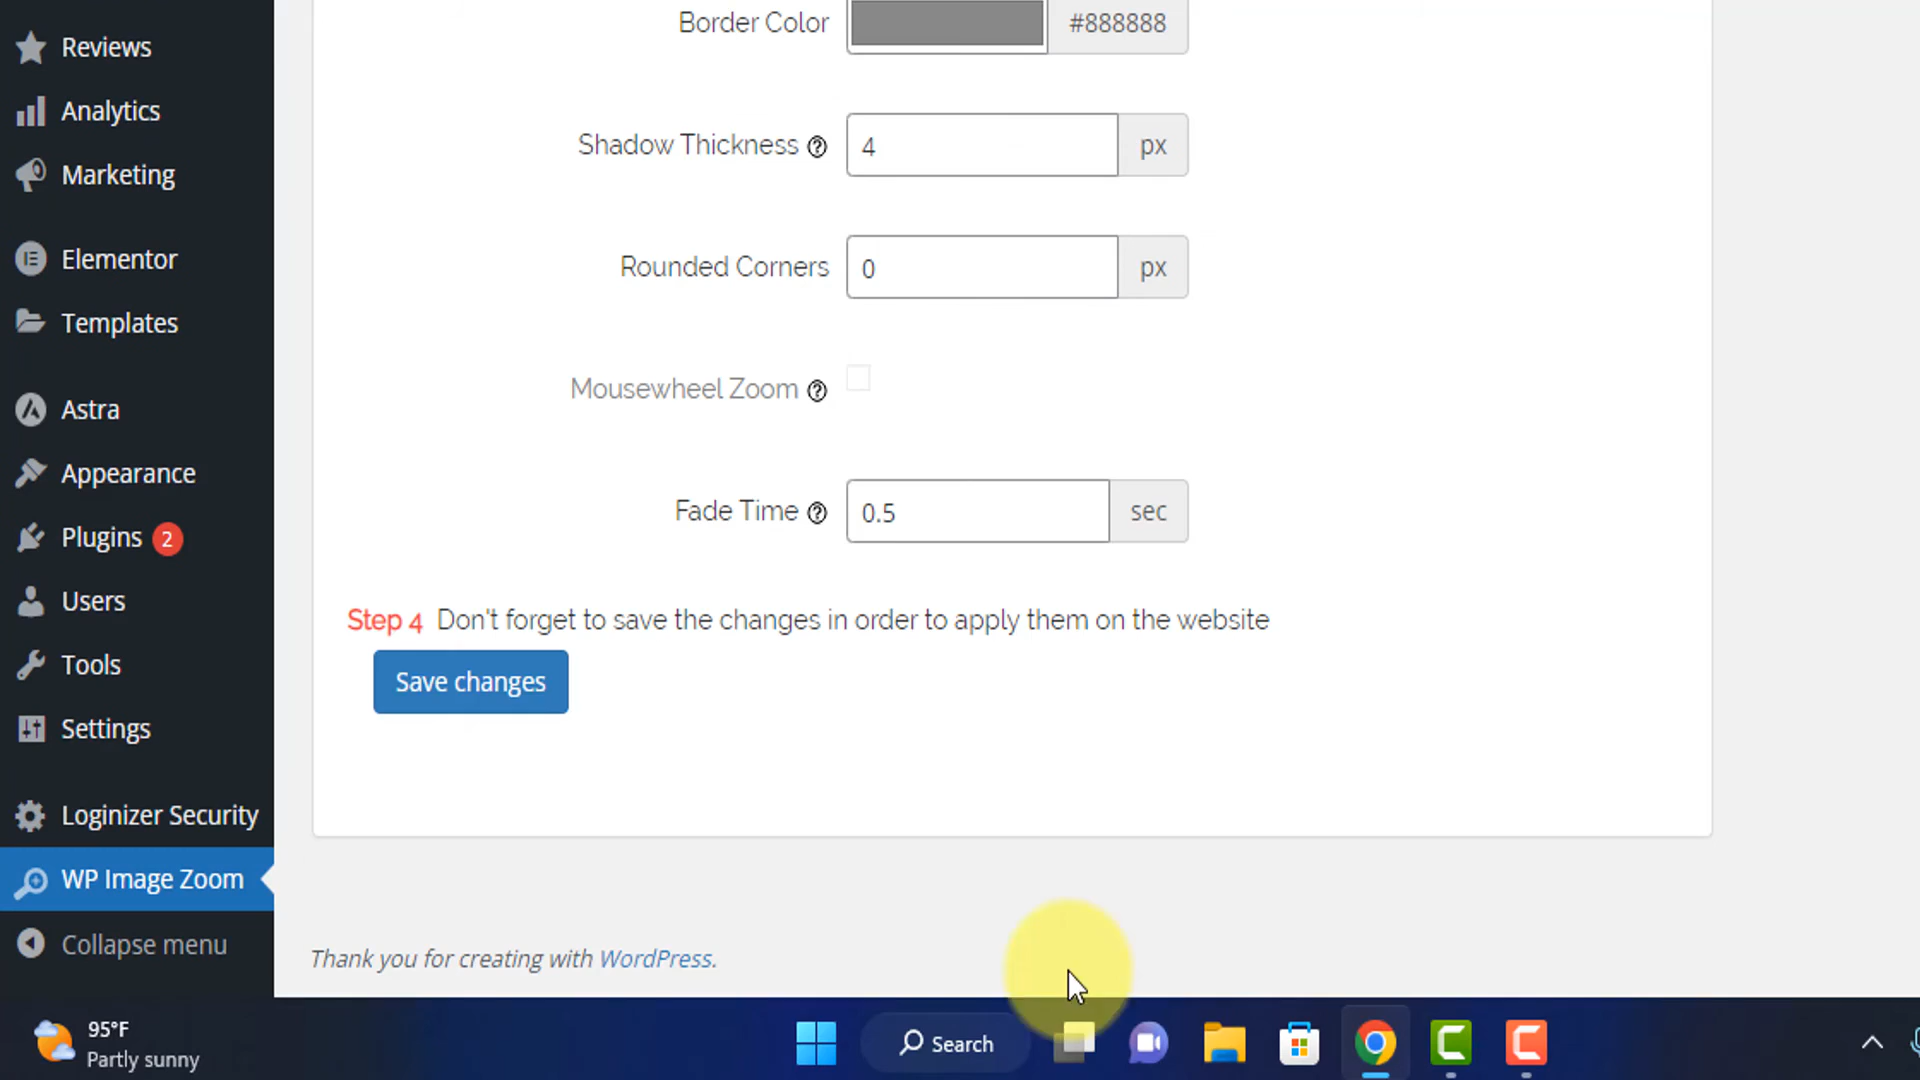 Reviews
Analytics
Marketing
Elementor
Templates
Astra
Appearance
Plugins 2
Users
Tools
Settings
Loginizer Security
WP Image Zoom
Collapse menu
Border Color #888888
Shadow Thickness ? 4 px
Rounded Corners 0 px
Mousewheel Zoom ?
Fade Time ? 0.5 sec
Step 4 Don't forget to save the changes in order to apply them on the website
Save changes
Thank you for creating with WordPress.
95°F
Partly sunny
Search